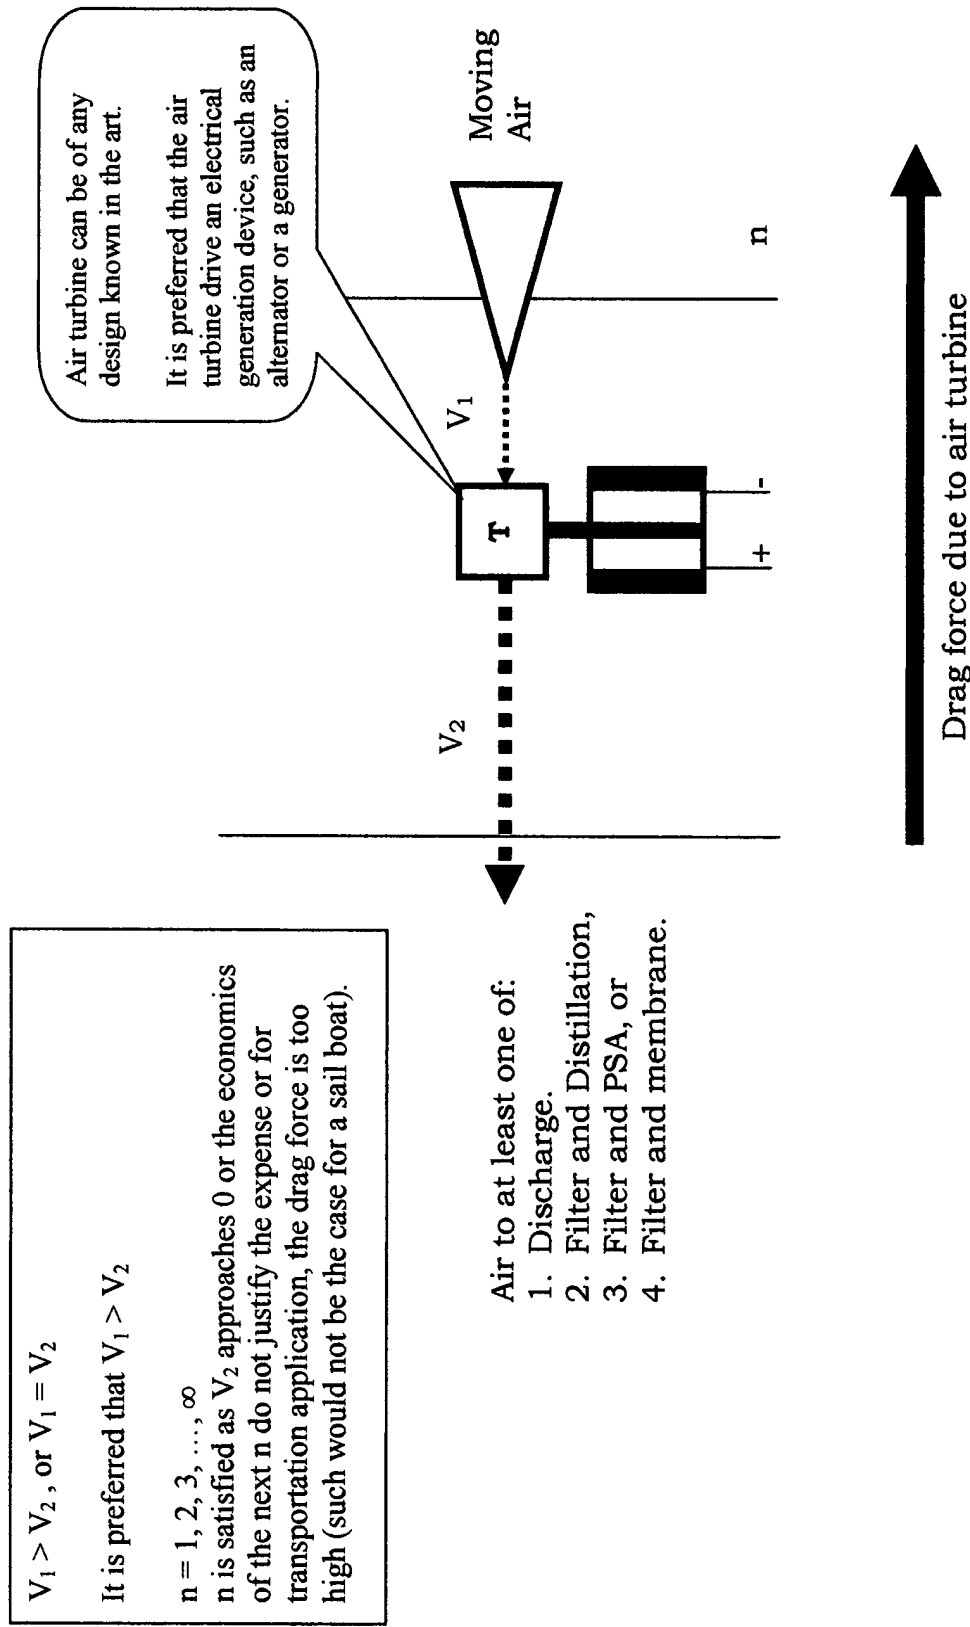 V₁ > V₂ , or V₁ = V₂
It is preferred that V₁ > V₂
n = 1, 2, 3, ..., ∞
n is satisfied as V₂ approaches 0 or the economics
of the next n do not justify the expense or for
transportation application, the drag force is too
high (such would not be the case for a sail boat).
Air turbine can be of any
design known in the art.
It is preferred that the air
turbine drive an electrical
generation device, such as an
alternator or a generator.
Moving
Air
V₁
V₂
T
n
+
-
Air to at least one of:
1. Discharge.
2. Filter and Distillation,
3. Filter and PSA, or
4. Filter and membrane.
Drag force due to air turbine